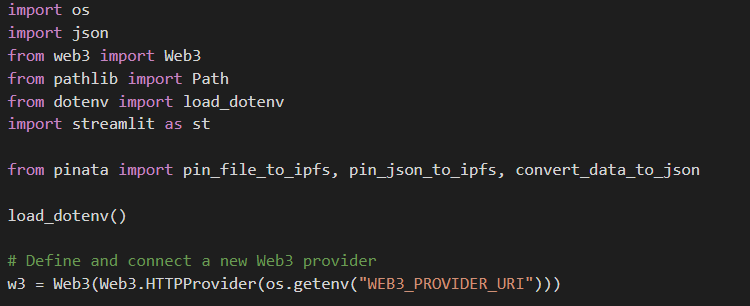 import os
import json
from web3 import Web3
from pathlib import Path
from dotenv import load_dotenv
import streamlit as st
from pinata import pin_file_to_ipfs, pin_json_to_ipfs, convert_data_to_json
load_dotenv()
# Define and connect a new Web3 provider
w3 = Web3(Web3.HTTPProvider(os.getenv("WEB3_PROVIDER_URI")))